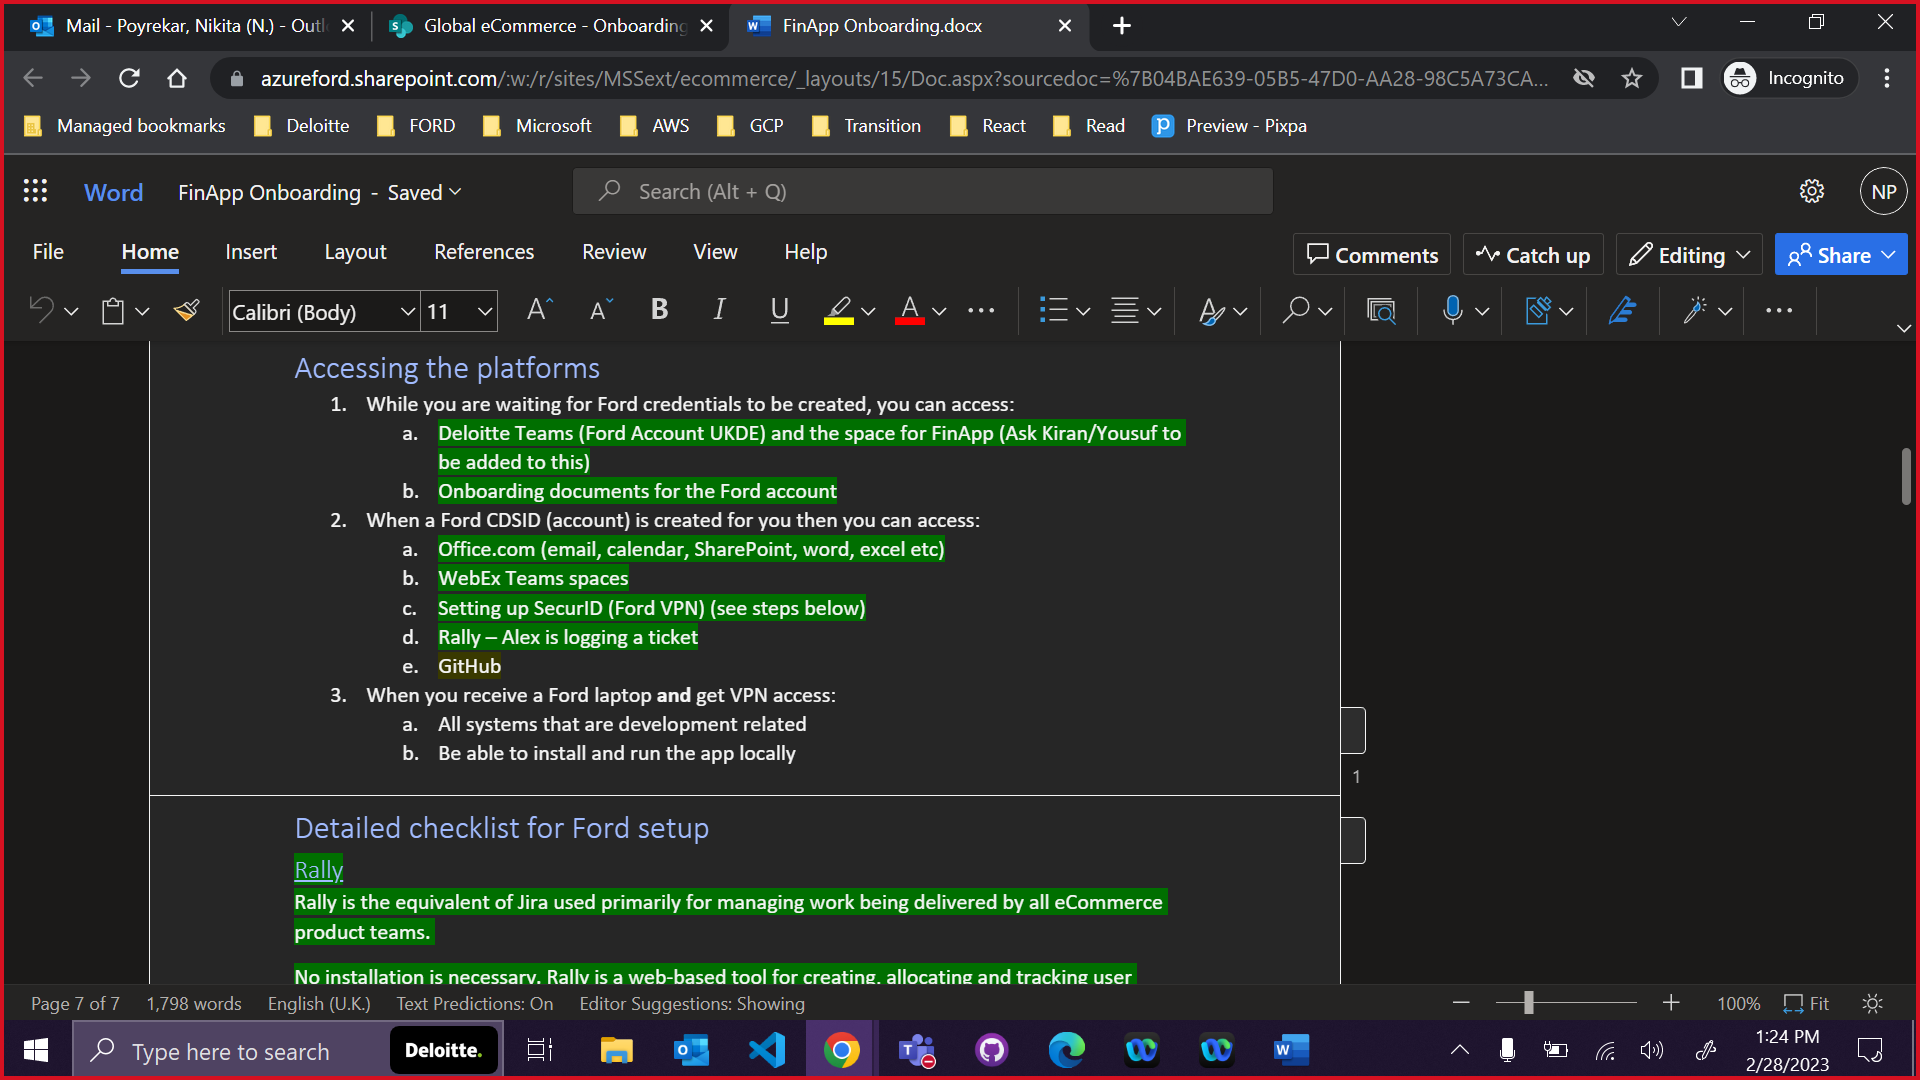 Mail - Poyrekar, Nikita (N.) - Outl
Global eCommerce - Onboarding
FinApp Onboarding.docx
azureford.sharepoint.com/:w:/r/sites/MSSext/ecommerce/_layouts/15/Doc.aspx?sourcedoc=%7B04BAE639-05B5-47D0-AA28-98C5A73CA...
Incognito
Managed bookmarks
Deloitte
FORD
Microsoft
AWS
GCP
Transition
React
Read
Preview - Pixpa
Word
FinApp Onboarding - Saved
Search (Alt + Q)
NP
File
Home
Insert
Layout
References
Review
View
Help
Comments
Catch up
Editing
Share
Calibri (Body)
11
Accessing the platforms
1. While you are waiting for Ford credentials to be created, you can access:
a. Deloitte Teams (Ford Account UKDE) and the space for FinApp (Ask Kiran/Yousuf to
be added to this)
b. Onboarding documents for the Ford account
2. When a Ford CDSID (account) is created for you then you can access:
a. Office.com (email, calendar, SharePoint, word, excel etc)
b. WebEx Teams spaces
c. Setting up SecurID (Ford VPN) (see steps below)
d. Rally – Alex is logging a ticket
e. GitHub
3. When you receive a Ford laptop and get VPN access:
a. All systems that are development related
b. Be able to install and run the app locally
1
Detailed checklist for Ford setup
Rally
Rally is the equivalent of Jira used primarily for managing work being delivered by all eCommerce
product teams.
No installation is necessary. Rally is a web-based tool for creating, allocating and tracking user
Page 7 of 7
1,798 words
English (U.K.)
Text Predictions: On
Editor Suggestions: Showing
100%
Fit
Type here to search
Deloitte.
1:24 PM
2/28/2023